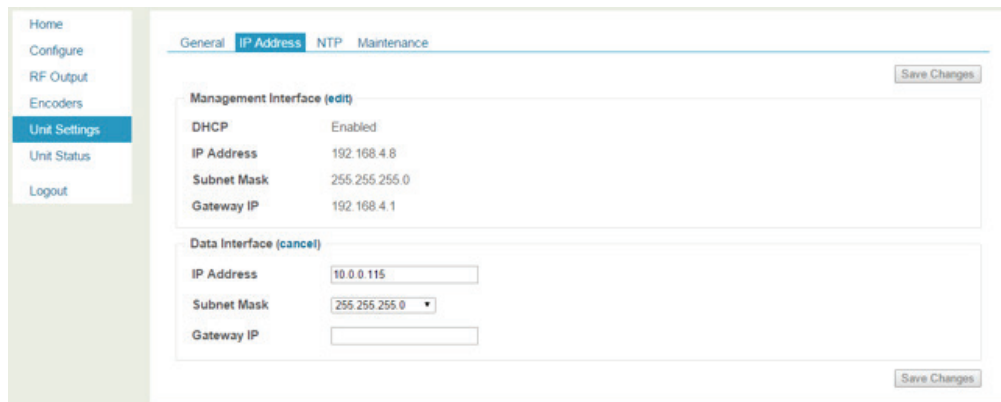 Home
Configure
RF Output
Encoders
Unit Settings
Unit Status
Logout
General IP Address NTP Maintenance
Save Changes
Management Interface (edit)
DHCP Enabled
IP Address 192.168.4.8
Subnet Mask 255.255.255.0
Gateway IP 192.168.4.1
Data Interface (cancel)
IP Address 10.0.0.115
Subnet Mask 255.255.255.0
Gateway IP
Save Changes